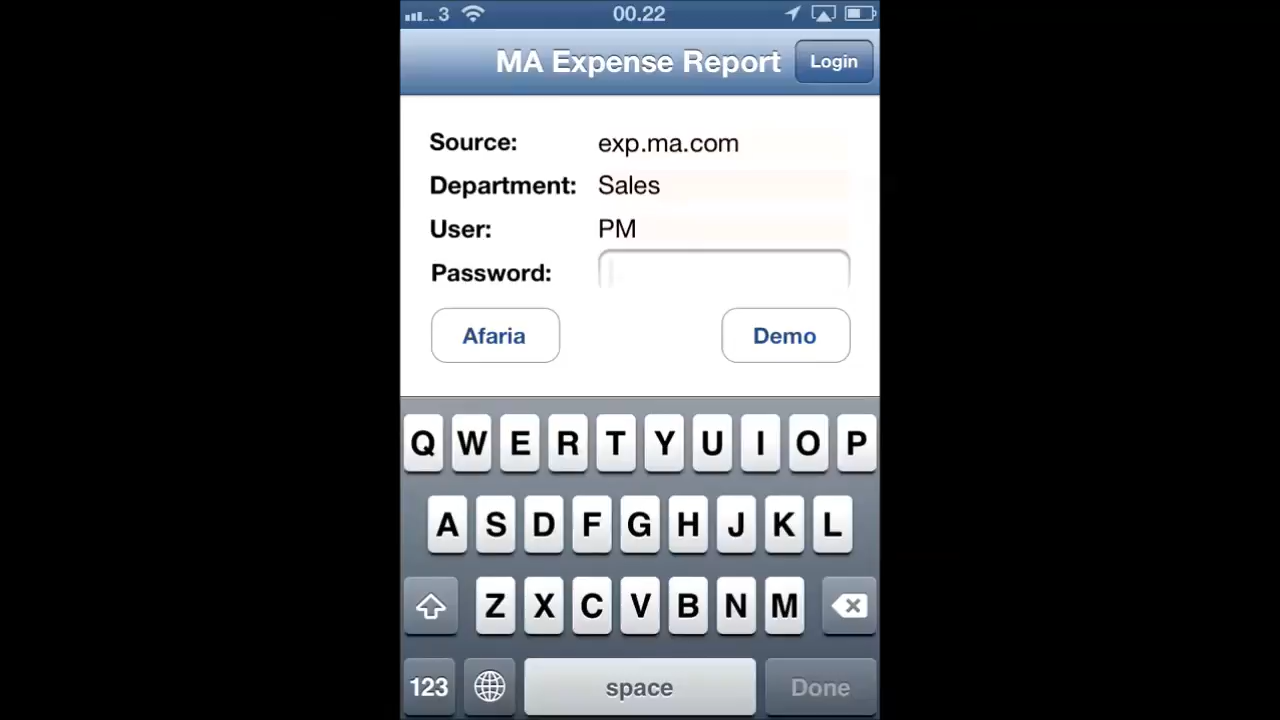 3 00.22
MA Expense Report Login
Source: exp.ma.com
Department: Sales
User: PM
Password:
Afaria Demo
Q W E R T Y U I O P
A S D F G H J K L
Z X C V B N M
123 space Done